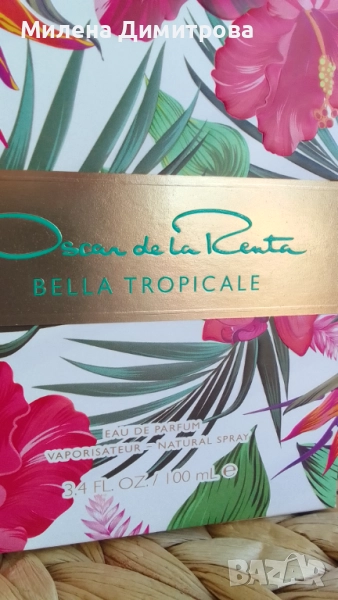 Милена Димитрова
Oscar de la Renta
BELLA TROPICALE
EAU DE PARFUM
VAPORISATEUR – NATURAL SPRAY
3.4 FL. OZ. / 100 mL ℮
BAZAR